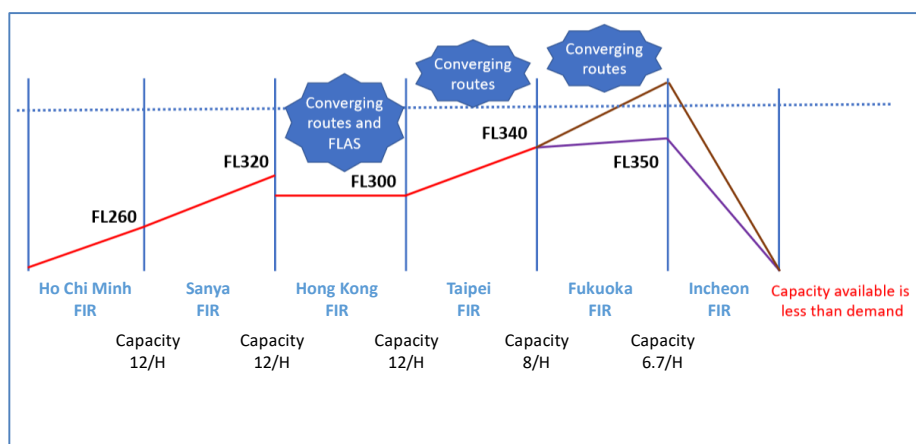 Converging
routes
Converging
routes
Converging
routes and
FLAS
FL340
FL320
FL350
FL300
FL260
Ho Chi Minh
FIR
Sanya
FIR
Hong Kong
FIR
Taipei
FIR
Fukuoka
FIR
Incheon
FIR
Capacity available is
less than demand
Capacity
12/H
Capacity
12/H
Capacity
12/H
Capacity
8/H
Capacity
6.7/H